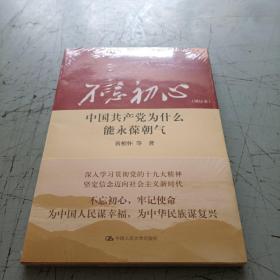 不忘初心
(增订本)
中国共产党为什么
能永葆朝气
黄相怀 等 著
深入学习贯彻党的十九大精神
坚定信念迈向社会主义新时代
不忘初心，牢记使命
为中国人民谋幸福，为中华民族谋复兴
中国人民大学出版社